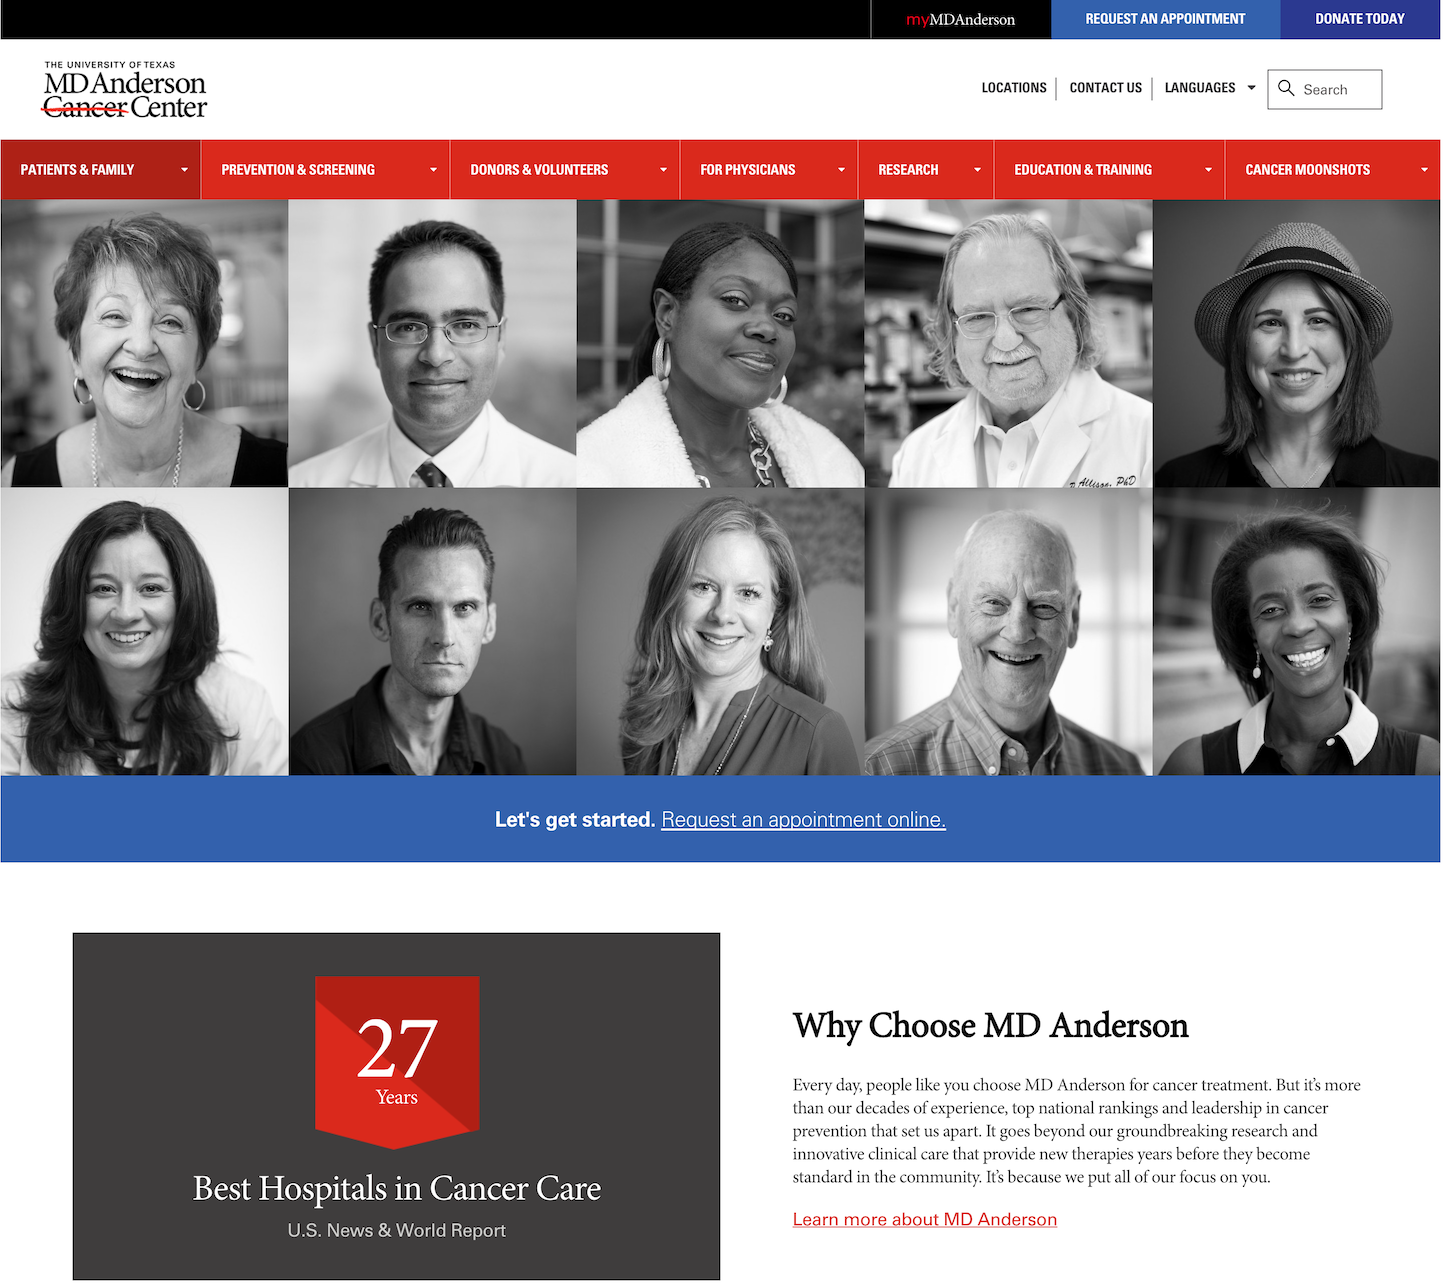 myMDAnderson
REQUEST AN APPOINTMENT
DONATE TODAY
THE UNIVERSITY OF TEXAS
MD Anderson
Cancer Center
LOCATIONS
CONTACT US
LANGUAGES
Search
PATIENTS & FAMILY
PREVENTION & SCREENING
DONORS & VOLUNTEERS
FOR PHYSICIANS
RESEARCH
EDUCATION & TRAINING
CANCER MOONSHOTS
Allison, PhD
Let's get started. Request an appointment online.
27
Years
Best Hospitals in Cancer Care
U.S. News & World Report
Why Choose MD Anderson
Every day, people like you choose MD Anderson for cancer treatment. But it’s more
than our decades of experience, top national rankings and leadership in cancer
prevention that set us apart. It goes beyond our groundbreaking research and
innovative clinical care that provide new therapies years before they become
standard in the community. It’s because we put all of our focus on you.
Learn more about MD Anderson